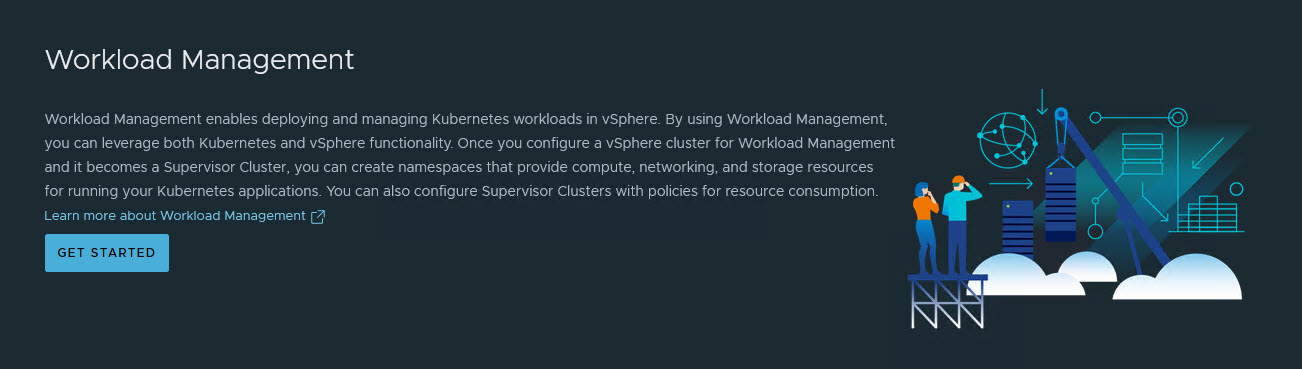 Workload Management
Workload Management enables deploying and managing Kubernetes workloads in vSphere. By using Workload Management,
you can leverage both Kubernetes and vSphere functionality. Once you configure a vSphere cluster for Workload Management
and it becomes a Supervisor Cluster, you can create namespaces that provide compute, networking, and storage resources
for running your Kubernetes applications. You can also configure Supervisor Clusters with policies for resource consumption.
Learn more about Workload Management
GET STARTED